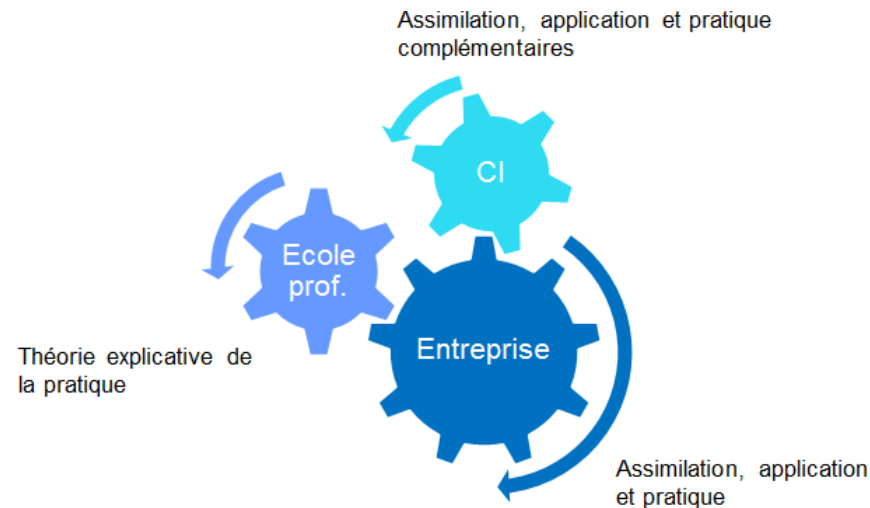 Assimilation, application et pratique
complémentaires
CI
Ecole
prof.
Entreprise
Théorie explicative de
la pratique
Assimilation, application
et pratique